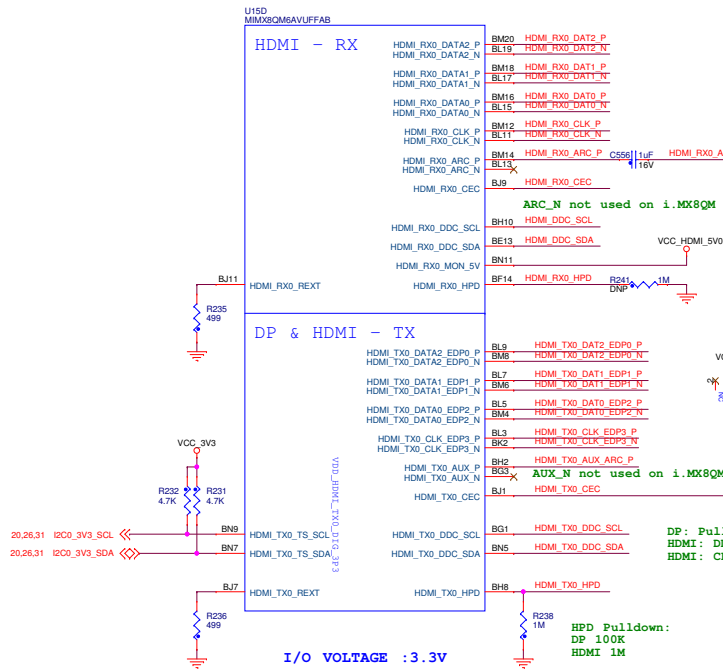 U15D
MIMX8QM6AVUFFAB
HDMI - RX
HDMI_RX0_DATA2_P BM20 HDMI_RX0_DAT2_P
HDMI_RX0_DATA2_N BL19 HDMI_RX0_DAT2_N
HDMI_RX0_DATA1_P BM18 HDMI_RX0_DAT1_P
HDMI_RX0_DATA1_N BL17 HDMI_RX0_DAT1_N
HDMI_RX0_DATA0_P BM16 HDMI_RX0_DAT0_P
HDMI_RX0_DATA0_N BL15 HDMI_RX0_DAT0_N
HDMI_RX0_CLK_P BM12 HDMI_RX0_CLK_P
HDMI_RX0_CLK_N BL11 HDMI_RX0_CLK_N
HDMI_RX0_ARC_P BM14 HDMI_RX0_ARC_P C556 1uF HDMI_RX0_A
HDMI_RX0_ARC_N BL13 16V
HDMI_RX0_CEC BJ9 HDMI_RX0_CEC
ARC_N not used on i.MX8QM
HDMI_RX0_DDC_SCL BH10 HDMI_DDC_SCL
HDMI_RX0_DDC_SDA BE13 HDMI_DDC_SDA VCC_HDMI_5V0
HDMI_RX0_MON_5V BN11
BJ11 HDMI_RX0_REXT HDMI_RX0_HPD BF14 HDMI_RX0_HPD R241 1M
DNP
R235
499
DP & HDMI - TX
HDMI_TX0_DATA2_EDP0_P BL9 HDMI_TX0_DAT2_EDP0_P
HDMI_TX0_DATA2_EDP0_N BM8 HDMI_TX0_DAT2_EDP0_N
HDMI_TX0_DATA1_EDP1_P BL7 HDMI_TX0_DAT1_EDP1_P
HDMI_TX0_DATA1_EDP1_N BM6 HDMI_TX0_DAT1_EDP1_N
HDMI_TX0_DATA0_EDP2_P BL5 HDMI_TX0_DAT0_EDP2_P
HDMI_TX0_DATA0_EDP2_N BM4 HDMI_TX0_DAT0_EDP2_N
HDMI_TX0_CLK_EDP3_P BL3 HDMI_TX0_CLK_EDP3_P
HDMI_TX0_CLK_EDP3_N BK2 HDMI_TX0_CLK_EDP3_N
VCC_3V3
HDMI_TX0_AUX_P BH2 HDMI_TX0_AUX_ARC_P
HDMI_TX0_AUX_N BG3 AUX_N not used on i.MX8QM
HDMI_TX0_CEC BJ1 HDMI_TX0_CEC
VDD_HDMI_TX0_DIG_3P3
R232 R231
4.7K 4.7K
20,26,31 I2C0_3V3_SCL BN9 HDMI_TX0_TS_SCL HDMI_TX0_DDC_SCL BG1 HDMI_TX0_DDC_SCL
20,26,31 I2C0_3V3_SDA BN7 HDMI_TX0_TS_SDA HDMI_TX0_DDC_SDA BN5 HDMI_TX0_DDC_SDA
DP: Pull
HDMI: D
HDMI: C
BJ7 HDMI_TX0_REXT HDMI_TX0_HPD BH8 HDMI_TX0_HPD
R236
499
R238
1M
HPD Pulldown:
DP 100K
HDMI 1M
I/O VOLTAGE :3.3V